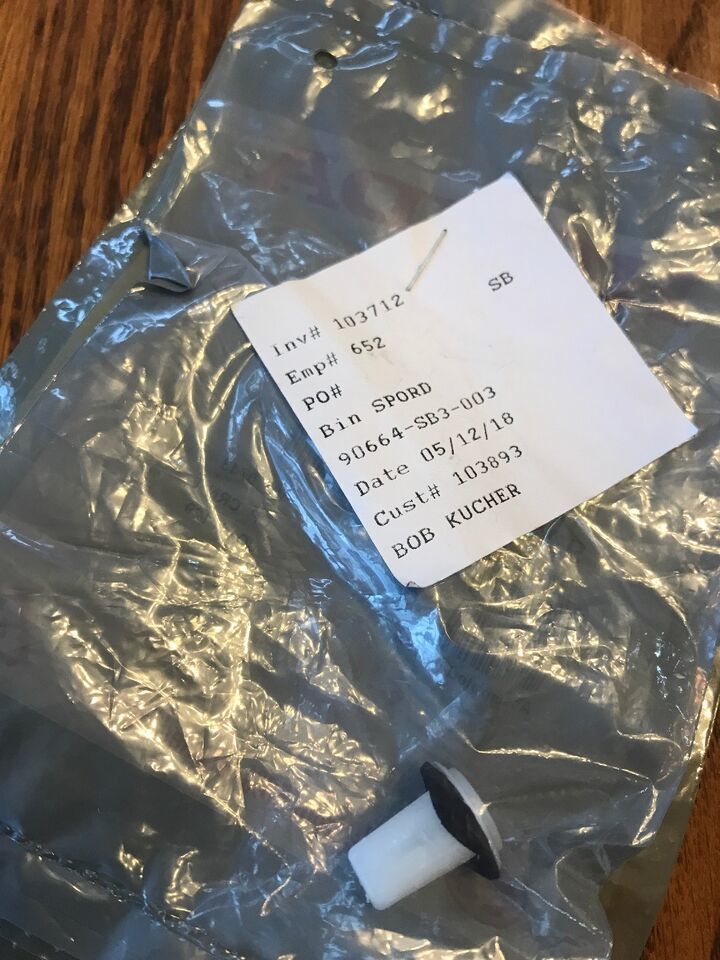 Inv# 103712 SB
Emp# 652
PO#
Bin SPORD
90664-SB3-003
Date 05/12/18
Cust# 103893
BOB KUCHER